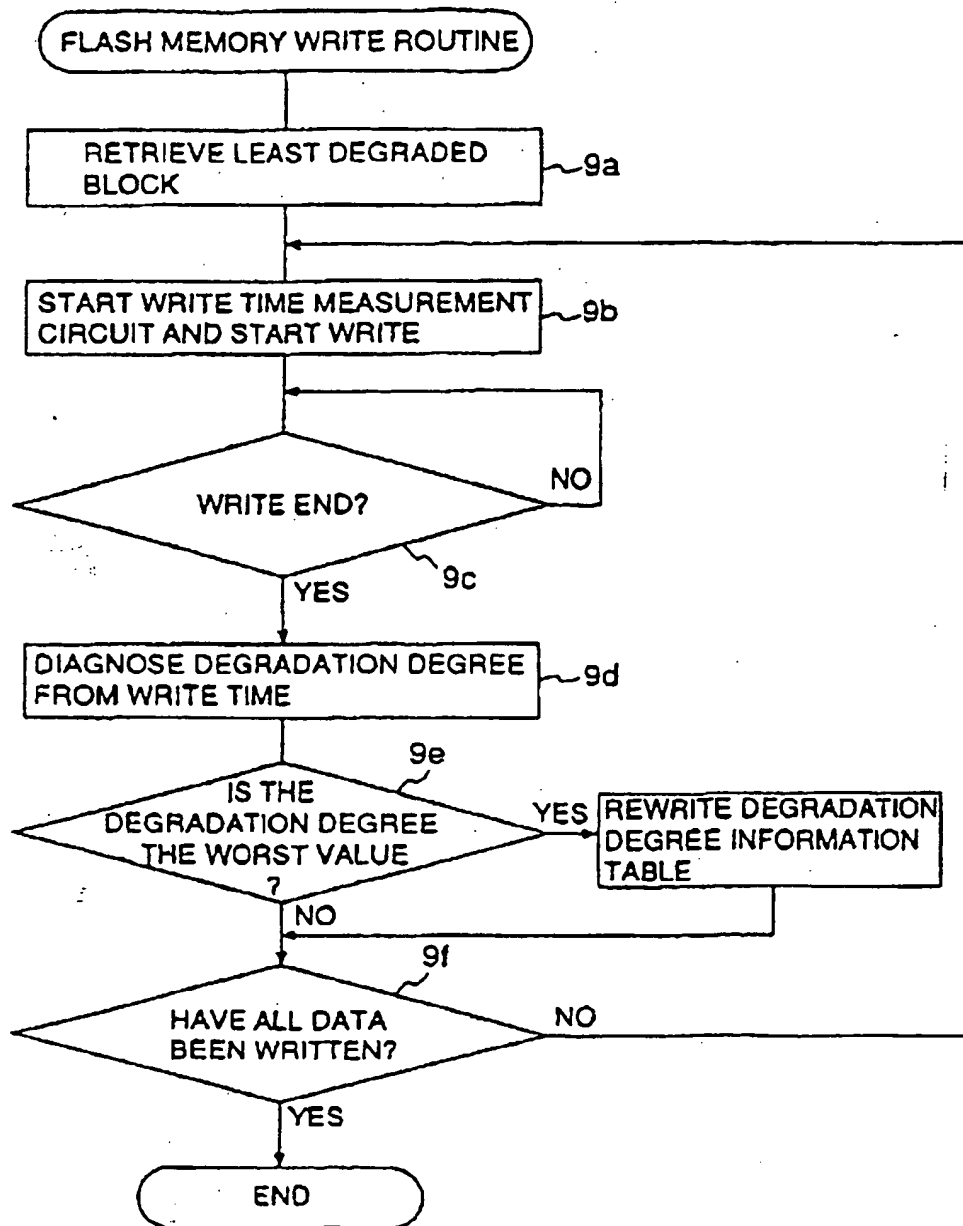 FLASH MEMORY WRITE ROUTINE
RETRIEVE LEAST DEGRADED
BLOCK
9a
START WRITE TIME MEASUREMENT
CIRCUIT AND START WRITE
9b
WRITE END?
NO
9c
YES
DIAGNOSE DEGRADATION DEGREE
FROM WRITE TIME
9d
9e
IS THE
DEGRADATION DEGREE
THE WORST VALUE
?
YES
REWRITE DEGRADATION
DEGREE INFORMATION
TABLE
NO
9f
HAVE ALL DATA
BEEN WRITTEN?
NO
YES
END